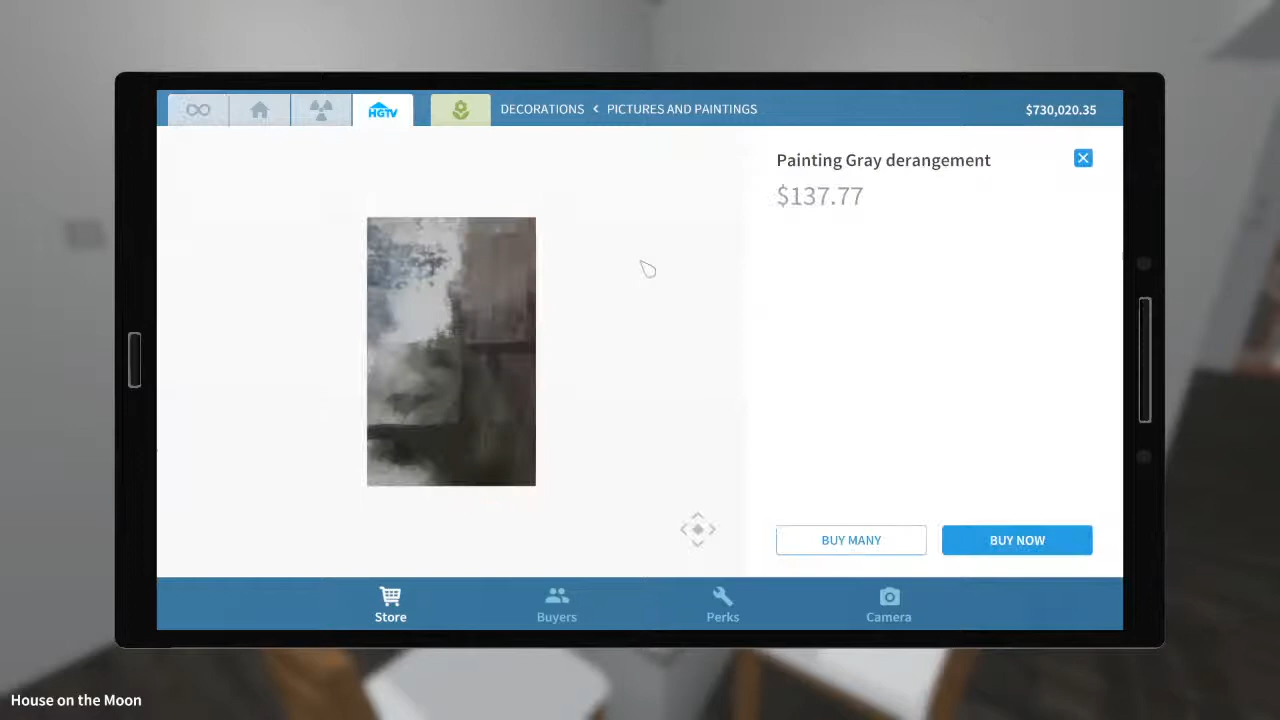 HGTV
DECORATIONS < PICTURES AND PAINTINGS
$730,020.35
Painting Gray derangement
$137.77
BUY MANY
BUY NOW
Store
Buyers
Perks
Camera
House on the Moon